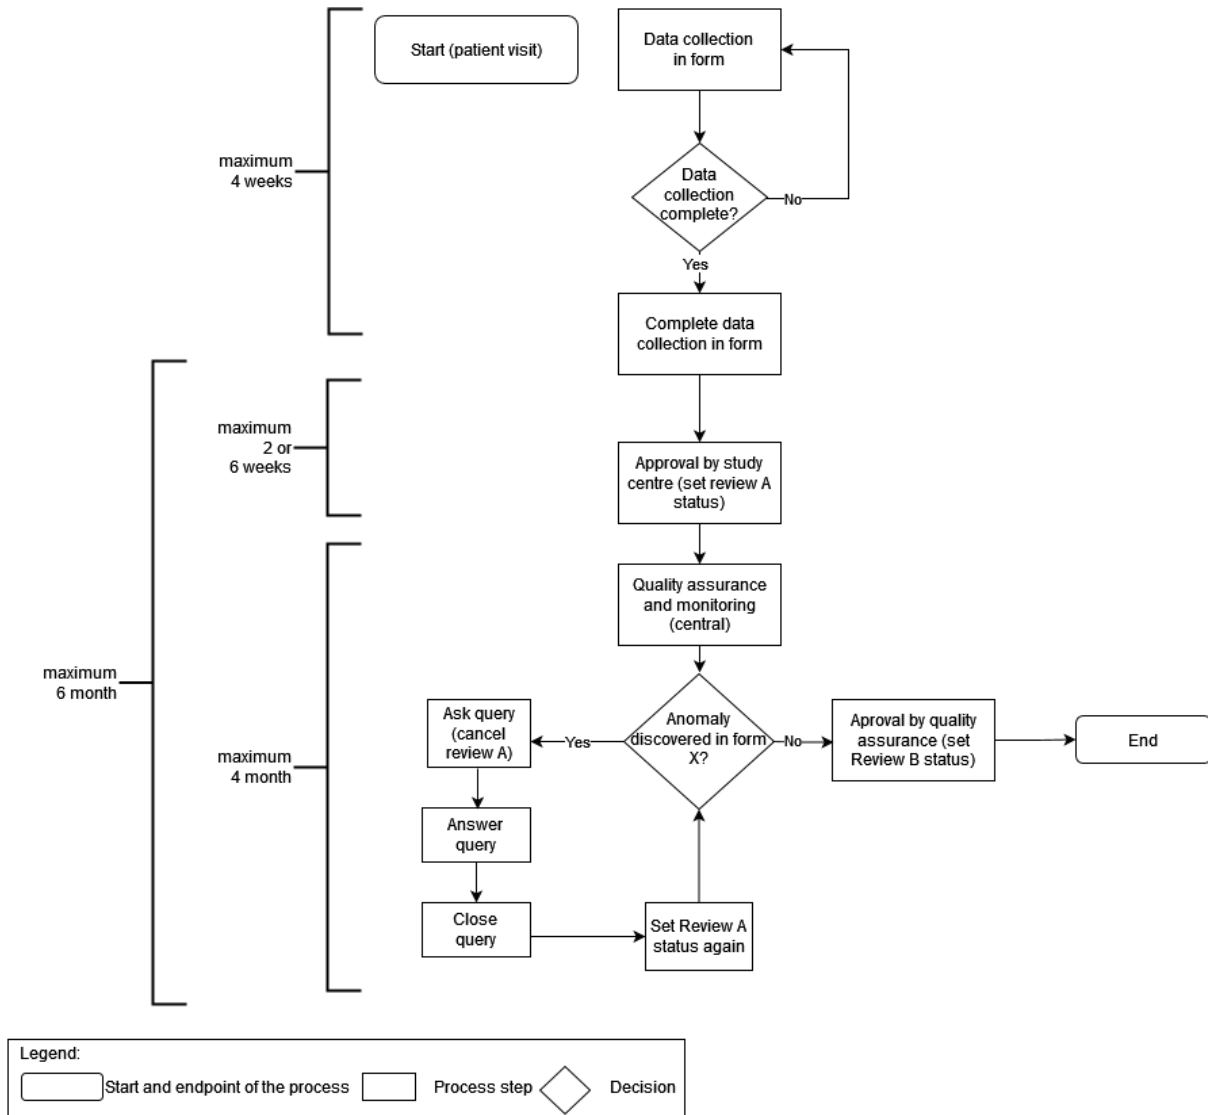 Start (patient visit)
Data collection
in form
maximum
4 weeks
Data
collection
complete?
No
Yes
Complete data
collection in form
maximum
2 or
6 weeks
Approval by study
centre (set review A
status)
Quality assurance
and monitoring
(central)
maximum
6 month
maximum
4 month
Anomaly
discovered in form
X?
Yes
No
Ask query
(cancel
review A)
Aproval by quality
assurance (set
Review B status)
End
Answer
query
Close
query
Set Review A
status again
Legend:
Start and endpoint of the process
Process step
Decision